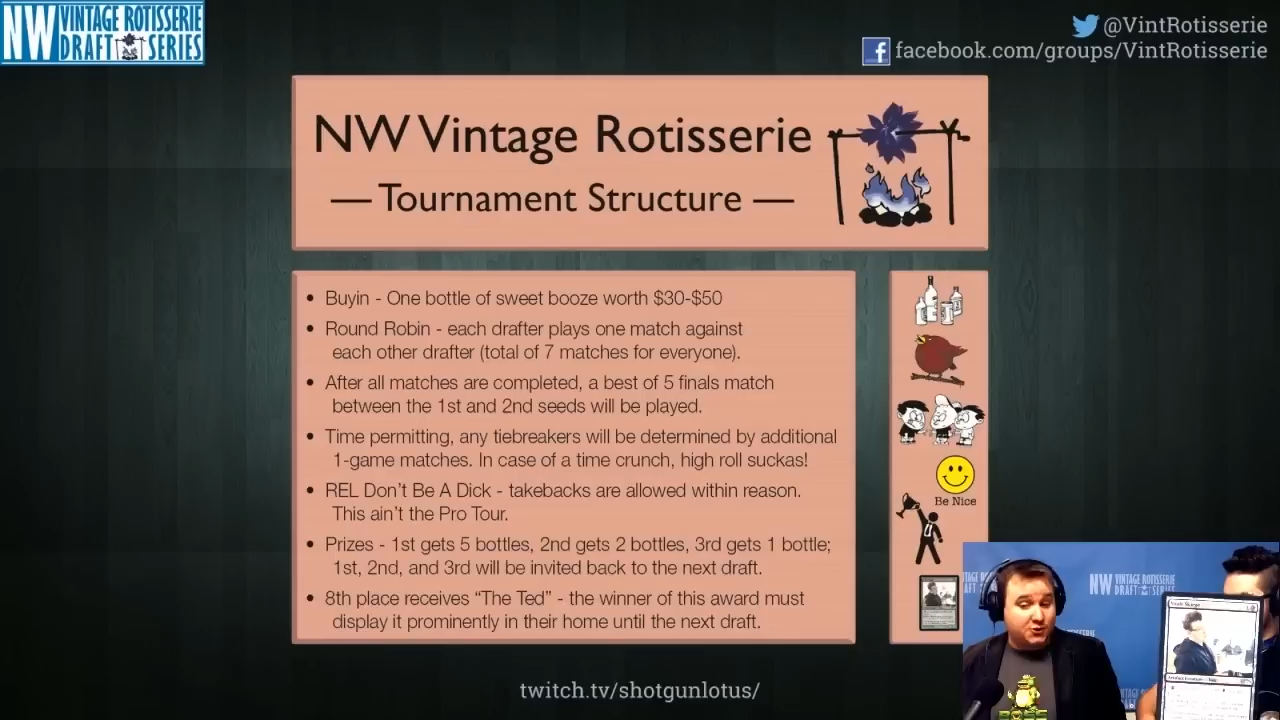 NW VINTAGE ROTISSERIE
DRAFT SERIES
@VintRotisserie
facebook.com/groups/VintRotisserie
NW Vintage Rotisserie
— Tournament Structure —
• Buyin - One bottle of sweet booze worth $30-$50
• Round Robin - each drafter plays one match against
each other drafter (total of 7 matches for everyone).
• After all matches are completed, a best of 5 finals match
between the 1st and 2nd seeds will be played.
• Time permitting, any tiebreakers will be determined by additional
1-game matches. In case of a time crunch, high roll suckas!
• REL Don't Be A Dick - takebacks are allowed within reason.
This ain't the Pro Tour.
• Prizes - 1st gets 5 bottles, 2nd gets 2 bottles, 3rd gets 1 bottle;
1st, 2nd, and 3rd will be invited back to the next draft.
• 8th place receives “The Ted” - the winner of this award must
display it prominently in their home until the next draft.
Be Nice
NW VINTAGE ROTISSERIE
DRAFT SERIES
twitch.tv/shotgunlotus/